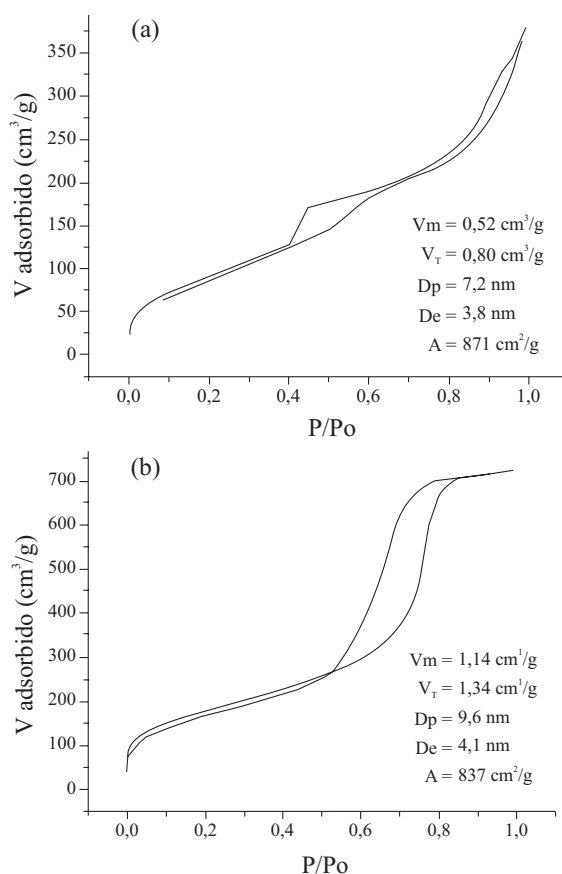 (a)
V adsorbido (cm³/g)
350
300
250
200
150
100
50
0
Vm = 0,52 cm³/g
V_T = 0,80 cm³/g
Dp = 7,2 nm
De = 3,8 nm
A = 871 cm²/g
0,0 0,2 0,4 0,6 0,8 1,0
P/Po
(b)
V adsorbido (cm³/g)
700
600
500
400
300
200
100
0
Vm = 1,14 cm¹/g
V_T = 1,34 cm¹/g
Dp = 9,6 nm
De = 4,1 nm
A = 837 cm²/g
0,0 0,2 0,4 0,6 0,8 1,0
P/Po